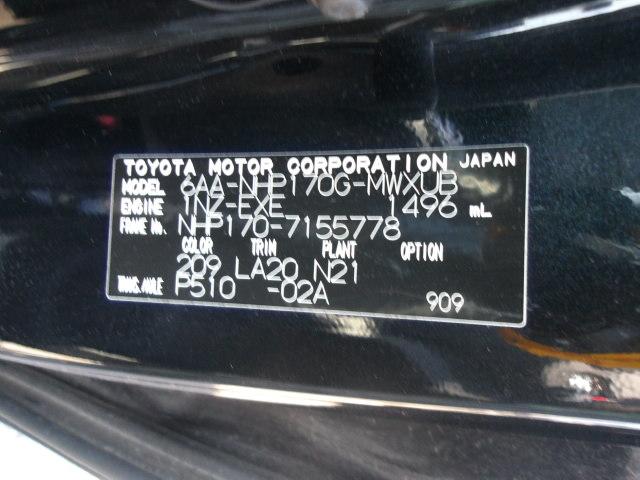 TOYOTA MOTOR CORPORATION JAPAN
MODEL 6AA-NHP170G-MWXUB
ENGINE 1NZ-EXE 1496 mL
FRAME No. NHP170-7155778
COLOR TRIM PLANT OPTION
209 LA20 N21
TRANS./AXLE P510 -02A 909